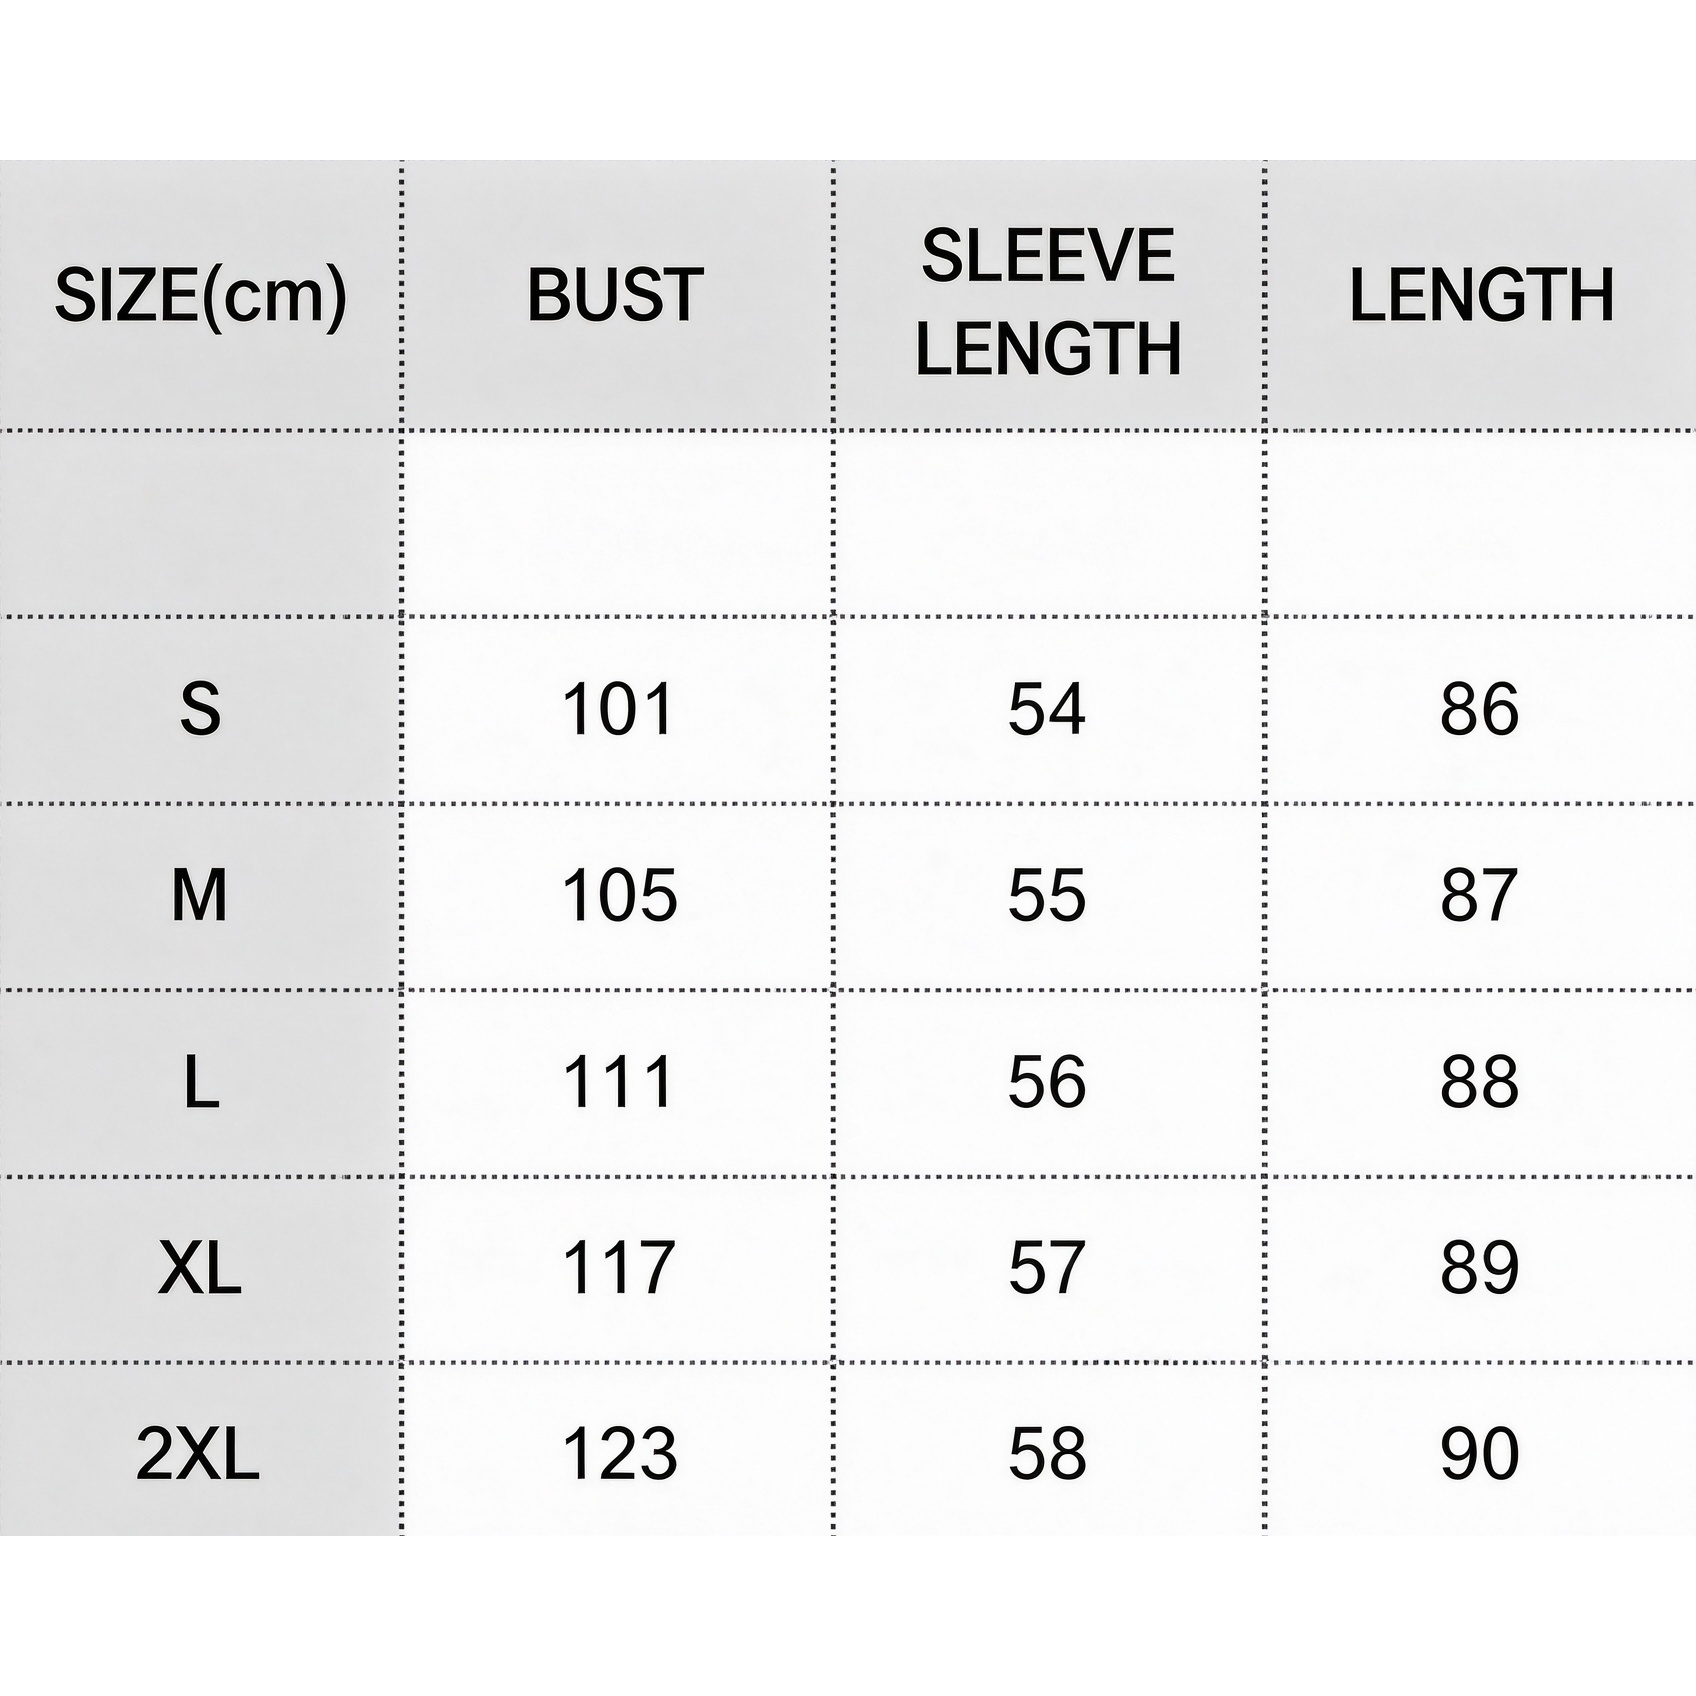 SIZE(cm) BUST SLEEVE LENGTH LENGTH
S 101 54 86
M 105 55 87
L 111 56 88
XL 117 57 89
2XL 123 58 90